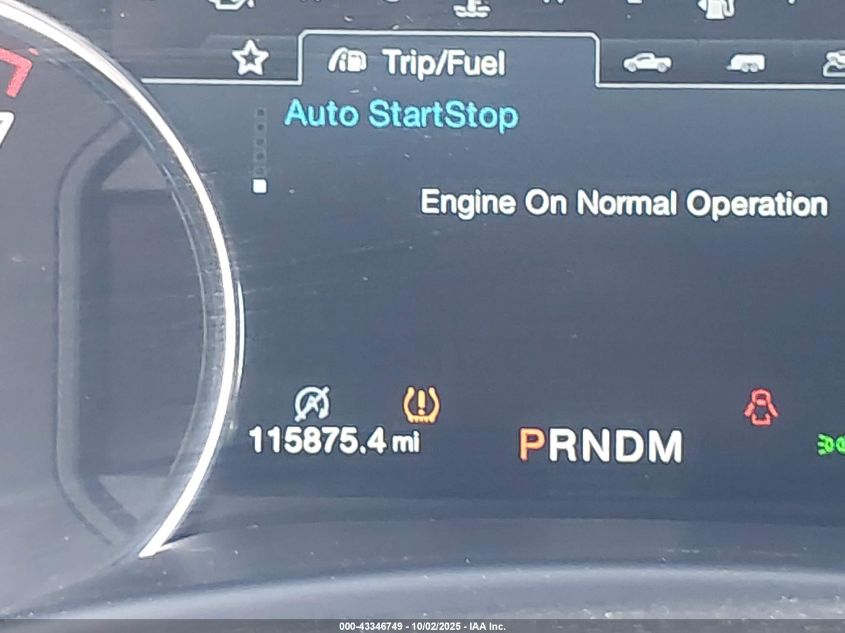 Trip/Fuel
Auto StartStop
Engine On Normal Operation
115875.4 mi
PRNDM
000-43346749 - 10/02/2025 - IAA Inc.